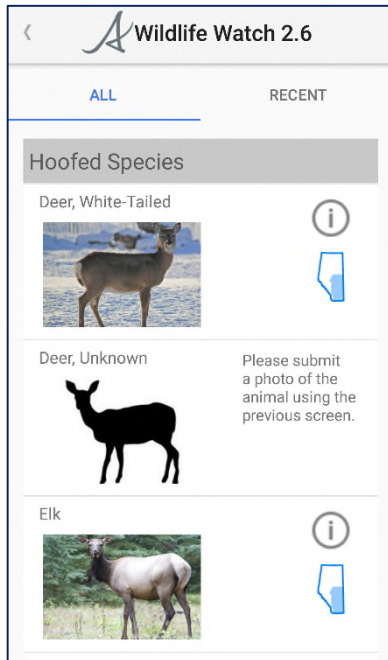 Wildlife Watch 2.6
ALL
RECENT
Hoofed Species
Deer, White-Tailed
Deer, Unknown
Please submit
a photo of the
animal using the
previous screen.
Elk